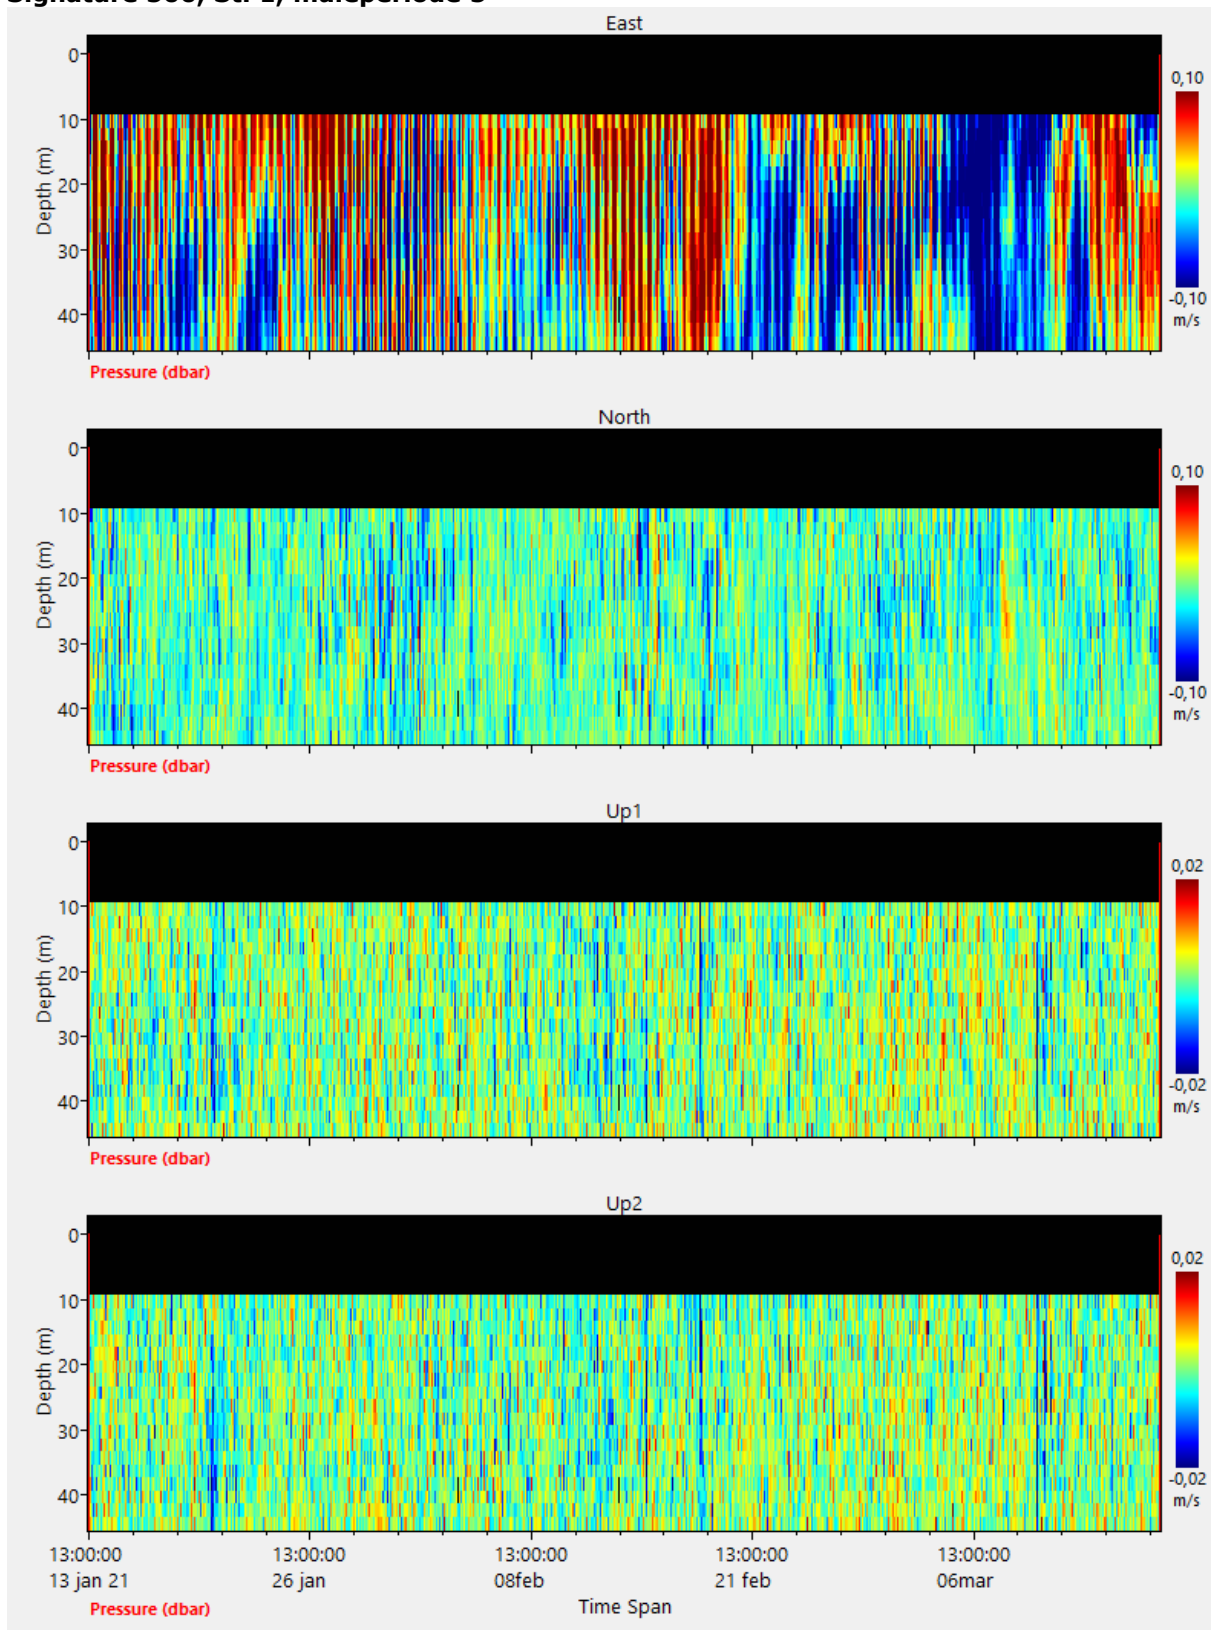 East
0
10
20
30
40
Depth (m)
0,10
-0,10
m/s
Pressure (dbar)
North
0
10
20
30
40
Depth (m)
0,10
-0,10
m/s
Pressure (dbar)
Up1
0
10
20
30
40
Depth (m)
0,02
-0,02
m/s
Pressure (dbar)
Up2
0
10
20
30
40
Depth (m)
0,02
-0,02
m/s
13:00:00 13:00:00 13:00:00 13:00:00 13:00:00
13 jan 21 26 jan 08feb 21 feb 06mar
Pressure (dbar) Time Span